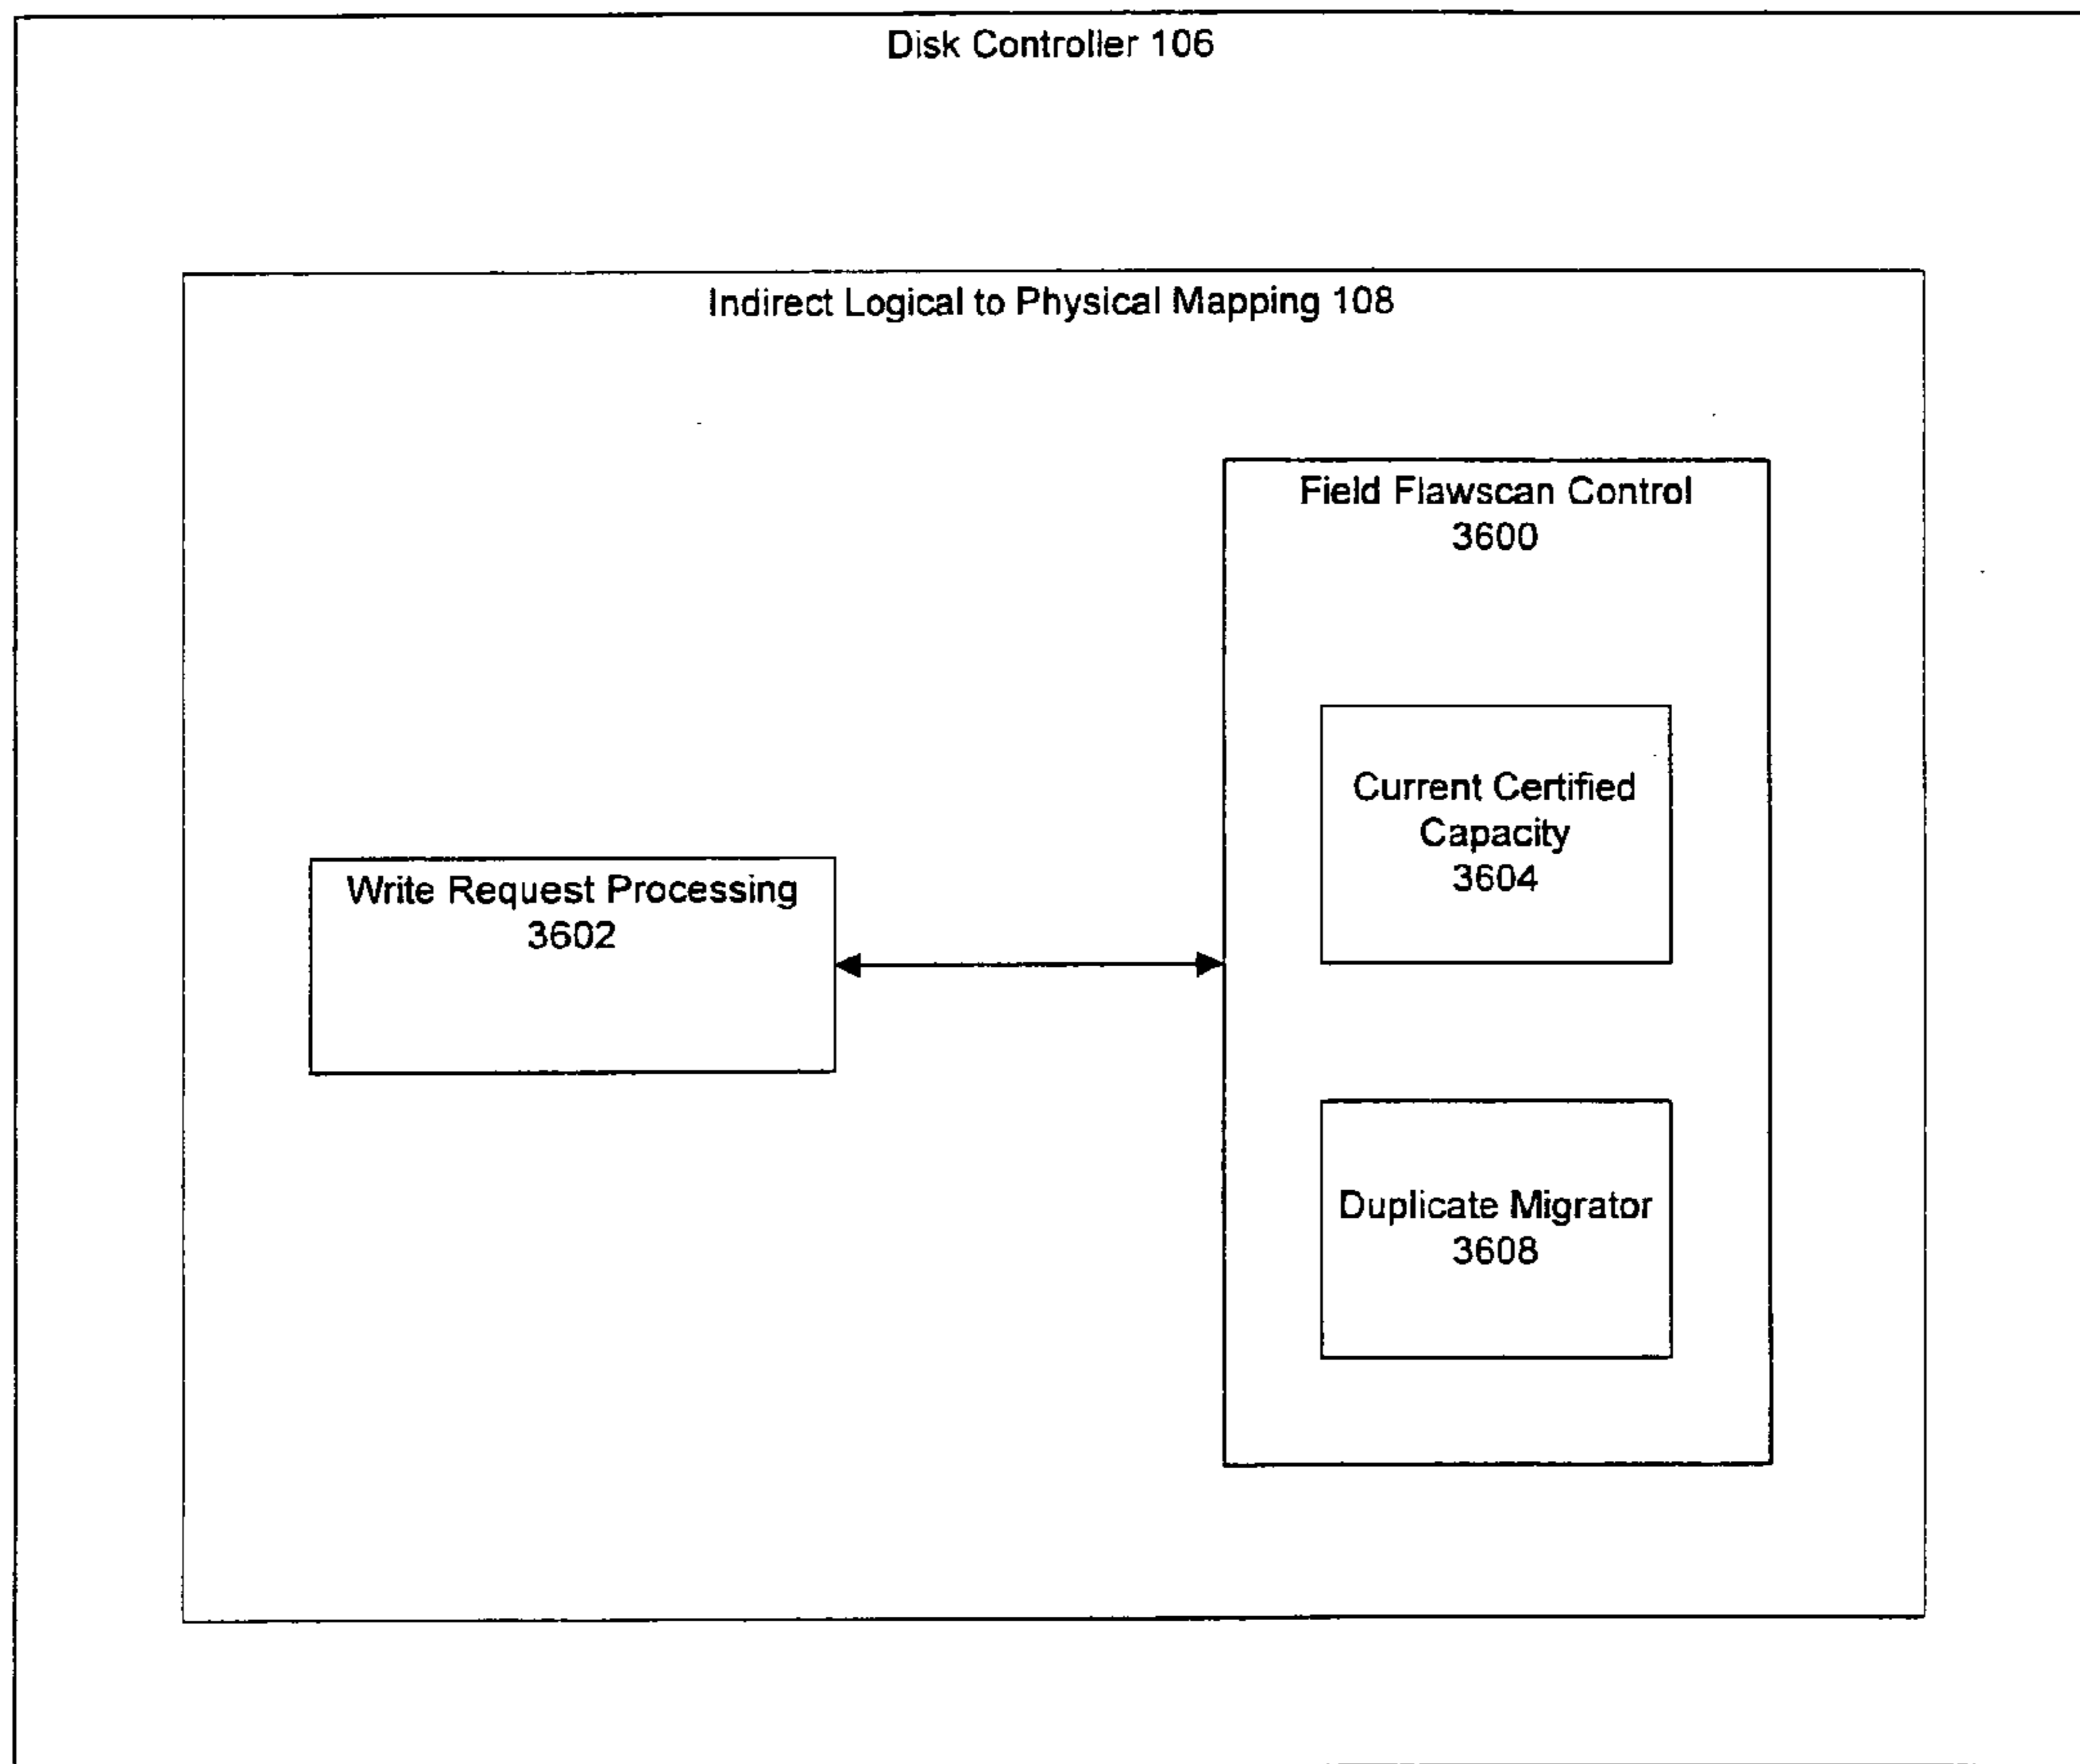 Disk Controller 106
Indirect Logical to Physical Mapping 108
Field Flawscan Control
3600
Current Certified
Capacity
3604
Write Request Processing
3602
Duplicate Migrator
3608